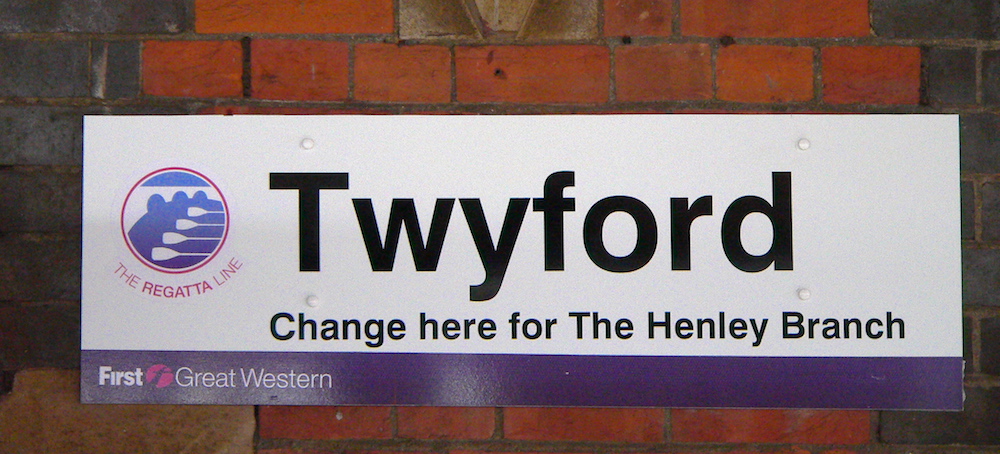 Twyford
THE REGATTA LINE
Change here for The Henley Branch
First Great Western